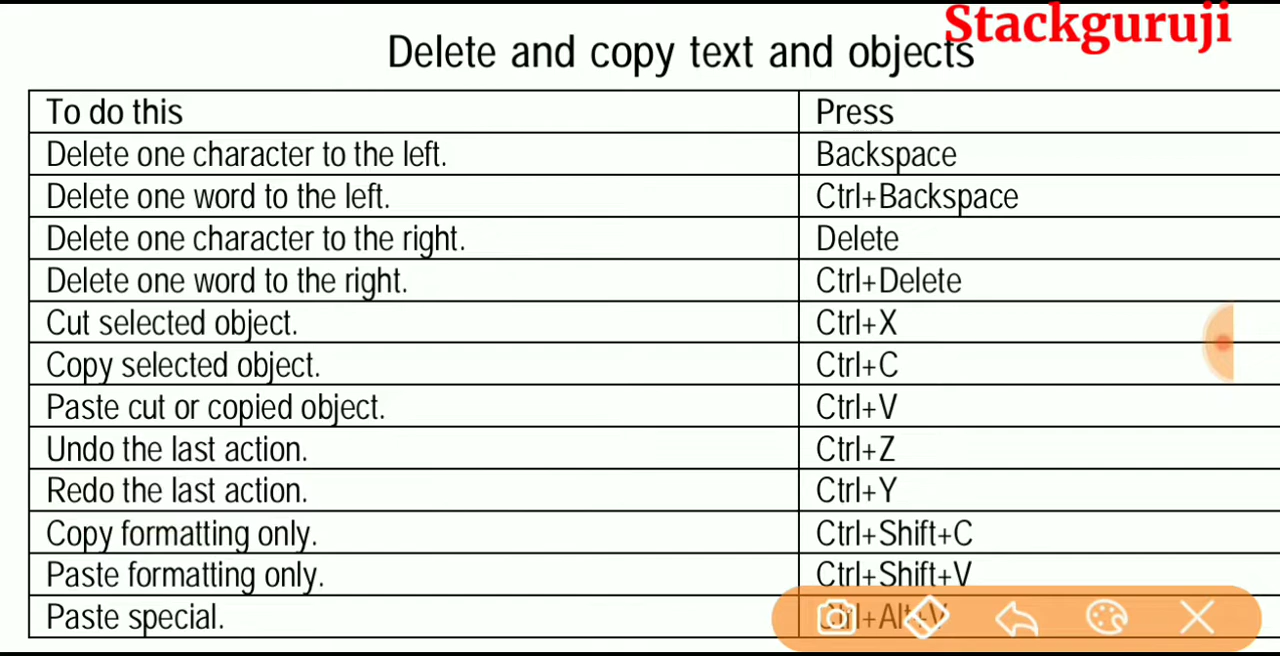 Stackguruji
Delete and copy text and objects
To do this Press
Delete one character to the left. Backspace
Delete one word to the left. Ctrl+Backspace
Delete one character to the right. Delete
Delete one word to the right. Ctrl+Delete
Cut selected object. Ctrl+X
Copy selected object. Ctrl+C
Paste cut or copied object. Ctrl+V
Undo the last action. Ctrl+Z
Redo the last action. Ctrl+Y
Copy formatting only. Ctrl+Shift+C
Paste formatting only. Ctrl+Shift+V
Paste special. Ctrl+Alt+V